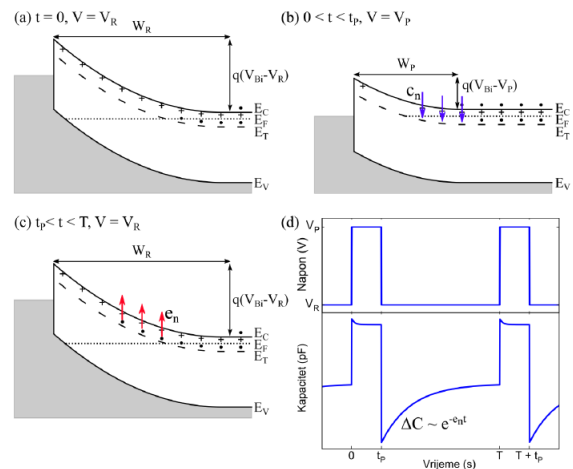 (a) t = 0, V = V_R
W_R
q(V_Bi-V_R)
E_C
E_F
E_T
E_V
(b) 0 < t < t_P, V = V_P
W_P
c_n
q(V_Bi-V_P)
E_C
E_F
E_T
E_V
(c) t_P < t < T, V = V_R
W_R
e_n
q(V_Bi-V_R)
E_C
E_F
E_T
E_V
(d)
V_P
Napon (V)
V_R
Kapacitet (pF)
ΔC ~ e^{-e_n t}
0 t_P T T + t_P
Vrijeme (s)